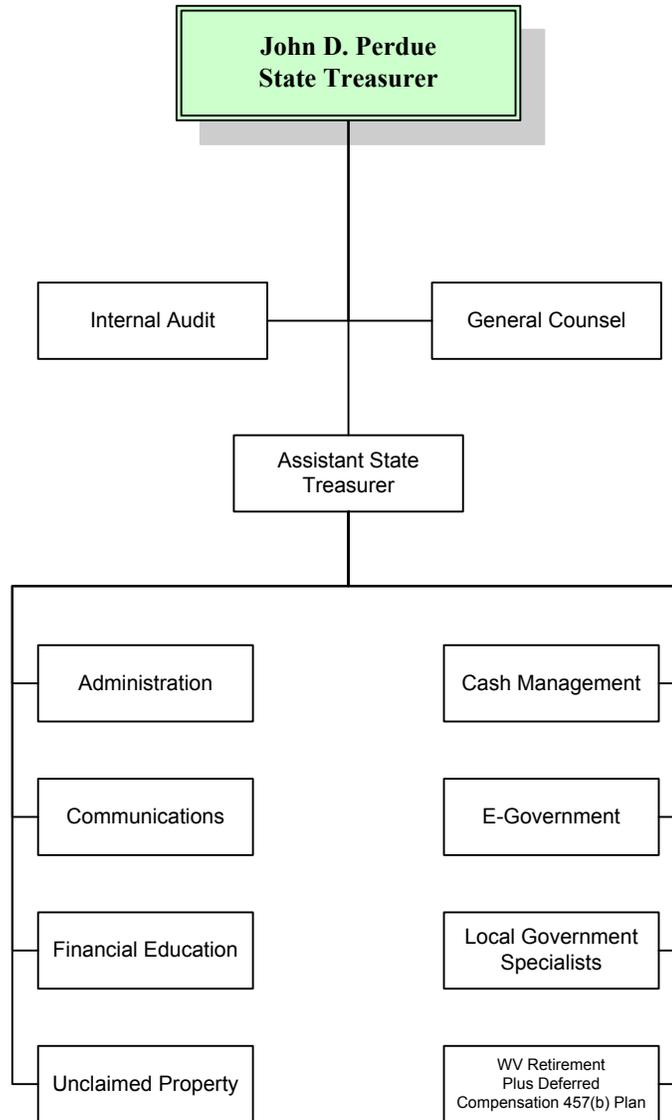 John D. Perdue
State Treasurer
Internal Audit
General Counsel
Assistant State
Treasurer
Administration
Cash Management
Communications
E-Government
Financial Education
Local Government
Specialists
Unclaimed Property
WV Retirement
Plus Deferred
Compensation 457(b) Plan